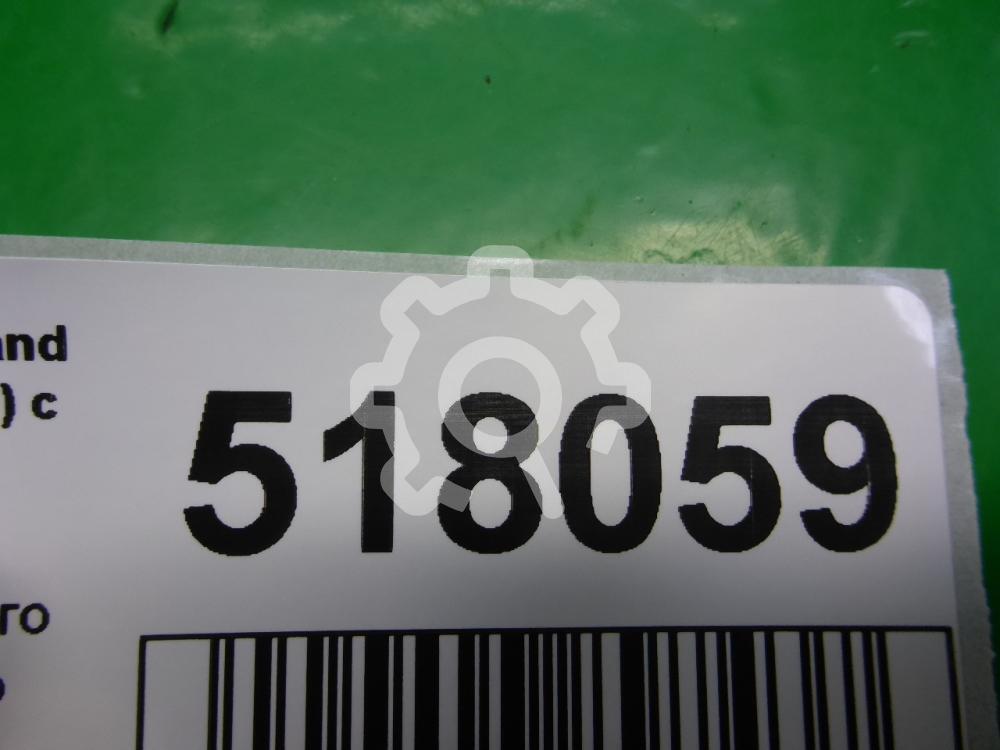 and
) с
518059
го